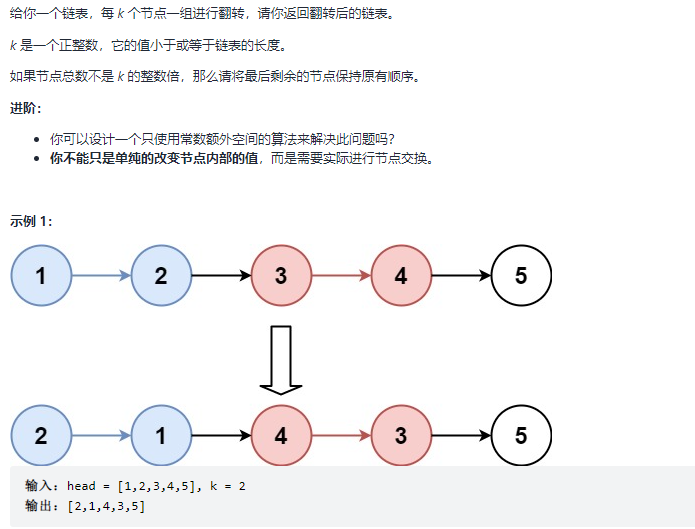 给你一个链表，每 k 个节点一组进行翻转，请你返回翻转后的链表。
k 是一个正整数，它的值小于或等于链表的长度。
如果节点总数不是 k 的整数倍，那么请将最后剩余的节点保持原有顺序。
进阶：
• 你可以设计一个只使用常数额外空间的算法来解决此问题吗？
• 你不能只是单纯的改变节点内部的值，而是需要实际进行节点交换。
示例 1：
1 2 3 4 5
2 1 4 3 5
输入：head = [1,2,3,4,5], k = 2
输出：[2,1,4,3,5]